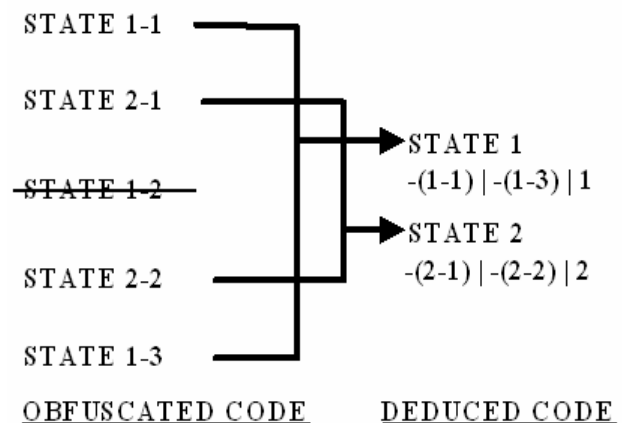 STATE 1-1
STATE 2-1
STATE 1-2
STATE 2-2
STATE 1-3
OBFUSCATED CODE
STATE 1
-(1-1) | -(1-3) | 1
STATE 2
-(2-1) | -(2-2) | 2
DEDUCED CODE